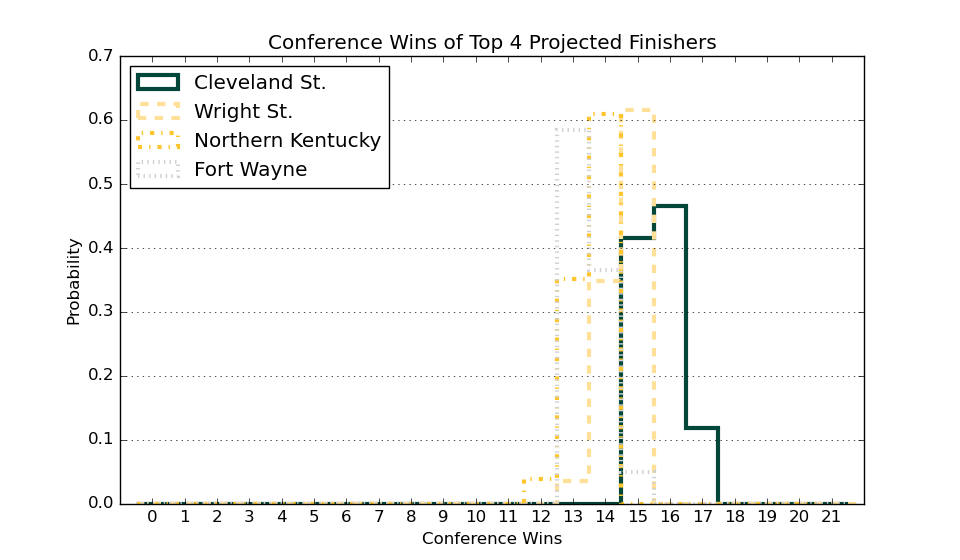 Conference Wins of Top 4 Projected Finishers
0.7
0.6
0.5
0.4
0.3
0.2
0.1
0.0
Probability
Cleveland St.
Wright St.
Northern Kentucky
Fort Wayne
0 1 2 3 4 5 6 7 8 9 10 11 12 13 14 15 16 17 18 19 20 21
Conference Wins